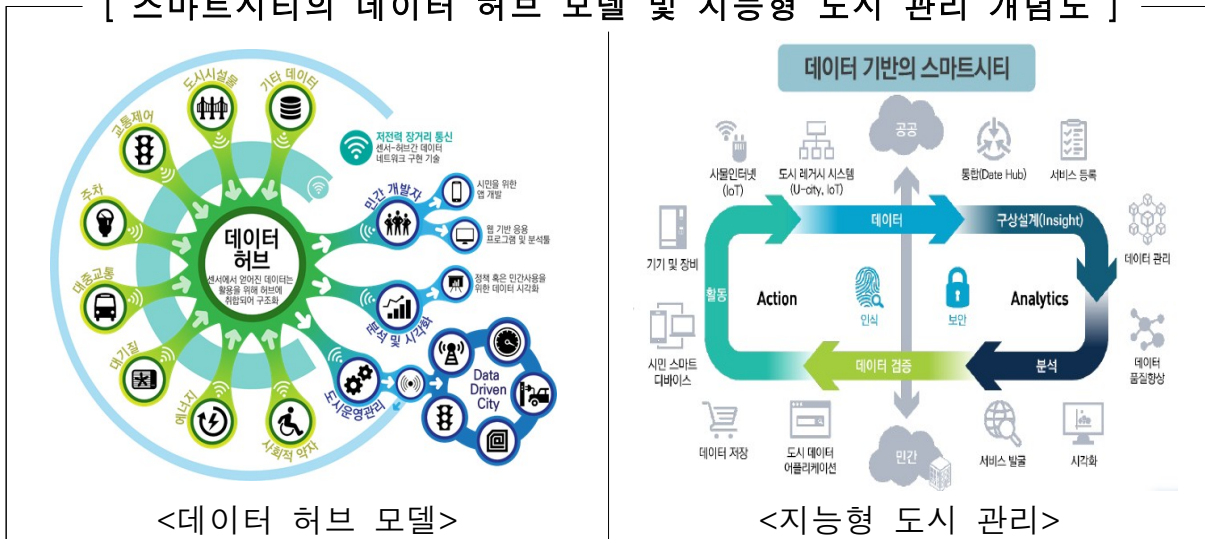 [ 스마트시티의 데이터 허브 모델 및 지능형 도시 관리 개념도 ]
도시시설물
기타 데이터
교통제어
주차
대중교통
대기질
에너지
사회적 약자
데이터
허브
센서에서 얻어진 데이터는
활용을 위해 허브에
취합되어 구조화
저전력 장거리 통신
센서-허브간 데이터
네트워크 구현 기술
민간 개발자
시민을 위한
앱 개발
웹 기반 응용
프로그램 및 분석툴
분석 및 시각화
정책 혹은 민간사용을
위한 데이터 시각화
도시운영관리
Data
Driven
City
<데이터 허브 모델>
데이터 기반의 스마트시티
공공
사물인터넷
(IoT)
도시 레거시 시스템
(U-city, IoT)
통합(Date Hub)
서비스 등록
데이터
구상설계(Insight)
기기 및 장비
데이터 관리
활동
Action
인식
보안
Analytics
시민 스마트
디바이스
데이터 검증
분석
데이터
품질향상
데이터 저장
도시 데이터
어플리케이션
민간
서비스 발굴
시각화
<지능형 도시 관리>